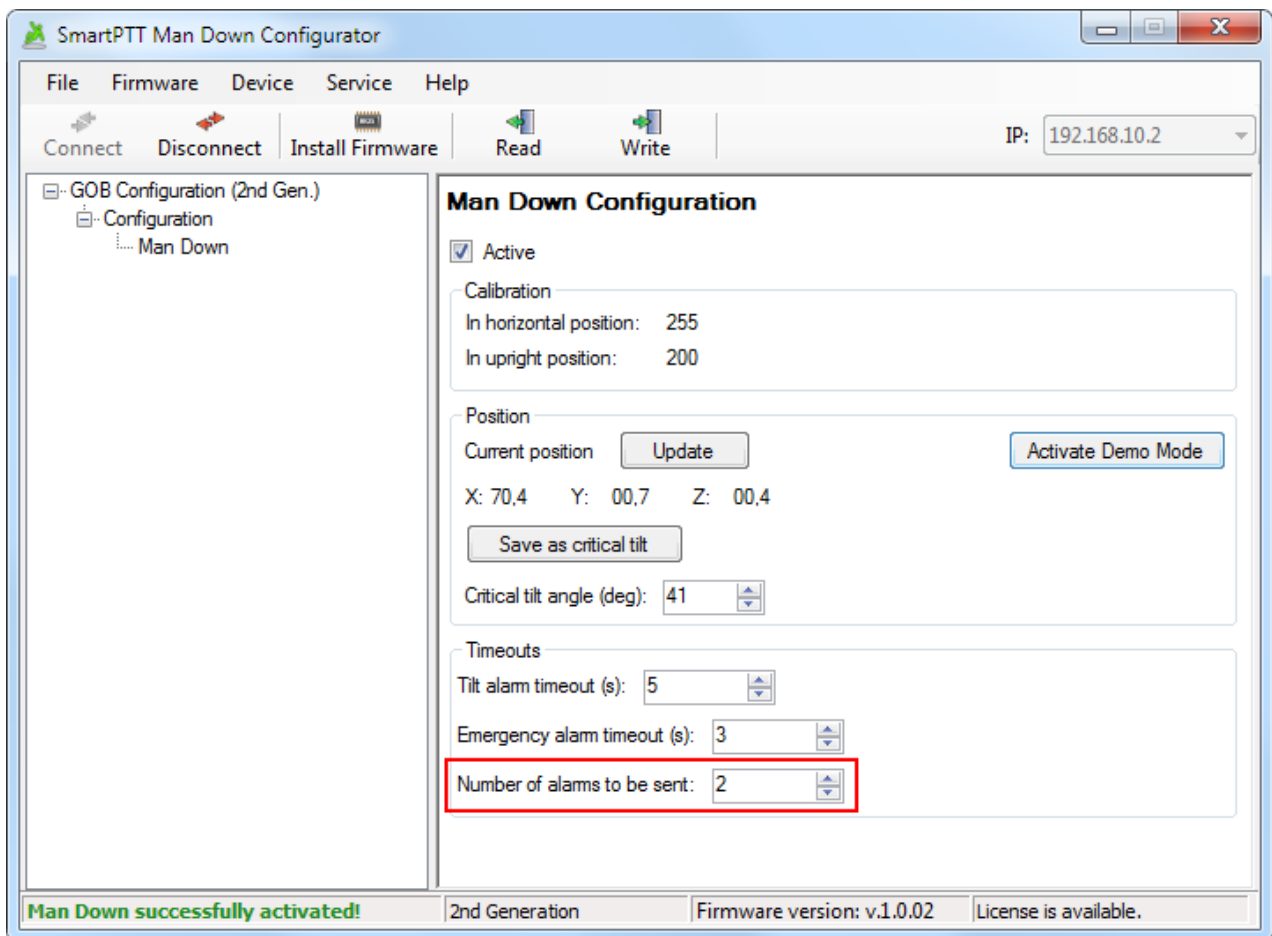 SmartPTT Man Down Configurator
File Firmware Device Service Help
Connect Disconnect Install Firmware Read Write IP: 192.168.10.2
GOB Configuration (2nd Gen.)
Configuration
Man Down
Man Down Configuration
Active
Calibration
In horizontal position: 255
In upright position: 200
Position
Current position Update Activate Demo Mode
X: 70,4 Y: 00,7 Z: 00,4
Save as critical tilt
Critical tilt angle (deg): 41
Timeouts
Tilt alarm timeout (s): 5
Emergency alarm timeout (s): 3
Number of alarms to be sent: 2
Man Down successfully activated! 2nd Generation Firmware version: v.1.0.02 License is available.